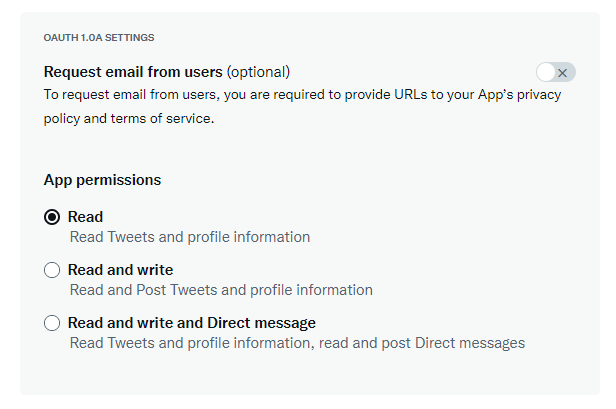 OAUTH 1.0A SETTINGS
Request email from users (optional)
To request email from users, you are required to provide URLs to your App's privacy
policy and terms of service.
App permissions
Read
Read Tweets and profile information
Read and write
Read and Post Tweets and profile information
Read and write and Direct message
Read Tweets and profile information, read and post Direct messages